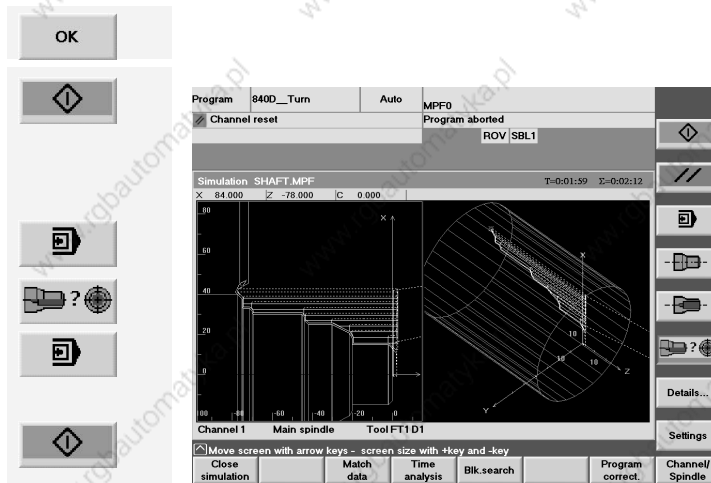 OK
Program
840D__Turn
Auto
MPF0
Channel reset
Program aborted
ROV SBL1
Simulation SHAFT.MPF
T=0:01:59 Σ=0:02:12
X 84.000 Z -78.000 C 0.000
80
60
40
20
0
X
00 -80 -60 -40 -20 0
X
10
10
10
Z
Y
Channel 1 Main spindle Tool FT1 D1
Move screen with arrow keys - screen size with +key and -key
Close simulation
Match data
Time analysis
Blk.search
Program correct.
Channel/ Spindle
?
?
Details...
Settings
www.rgbautomatyka.pl